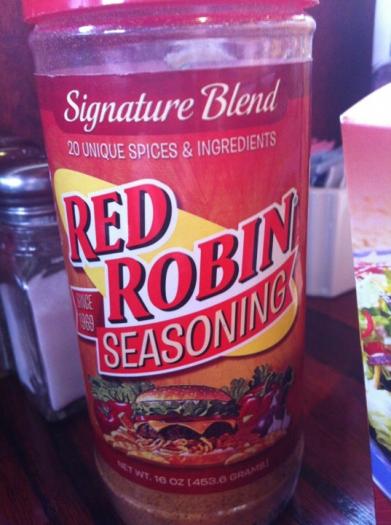 Signature Blend
20 UNIQUE SPICES & INGREDIENTS
RED
ROBIN
SINCE
1969
SEASONING
NET WT. 16 OZ (453.6 GRAMS)